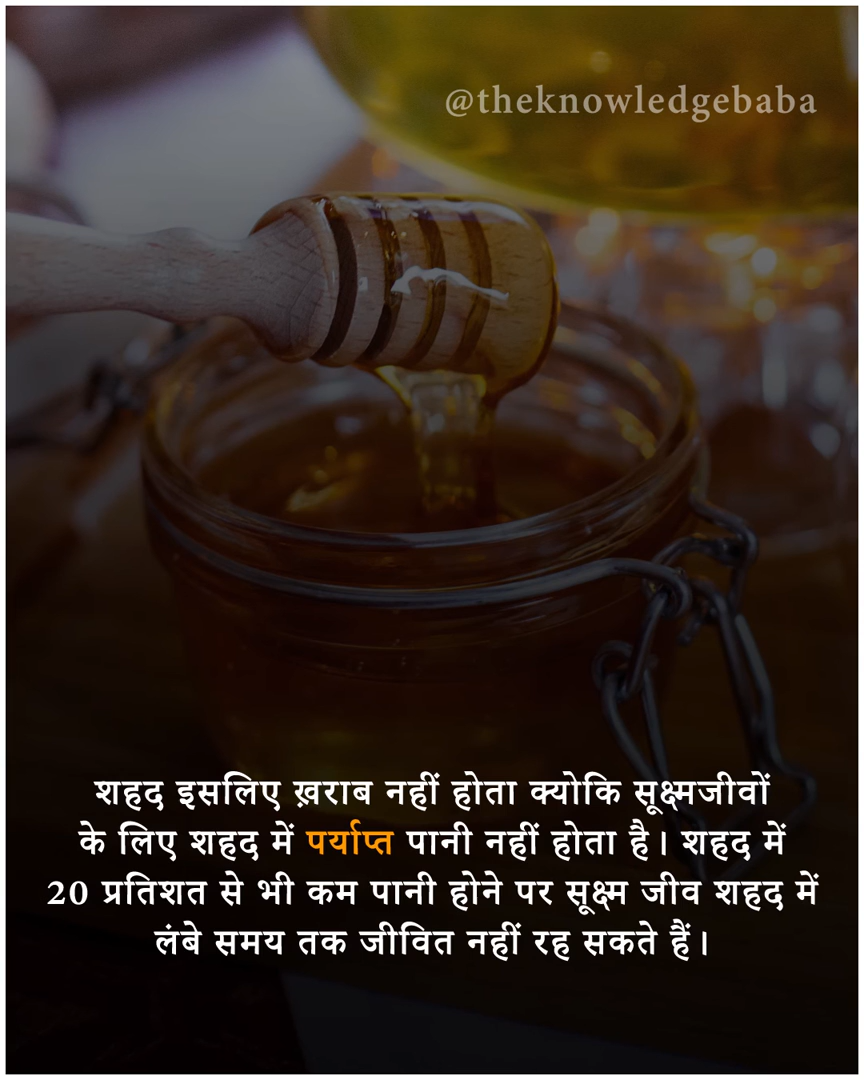 @theknowledgebaba
शहद इसलिए ख़राब नहीं होता क्योकि सूक्ष्मजीवों
के लिए शहद में पर्याप्त पानी नहीं होता है। शहद में
20 प्रतिशत से भी कम पानी होने पर सूक्ष्म जीव शहद में
लंबे समय तक जीवित नहीं रह सकते हैं।